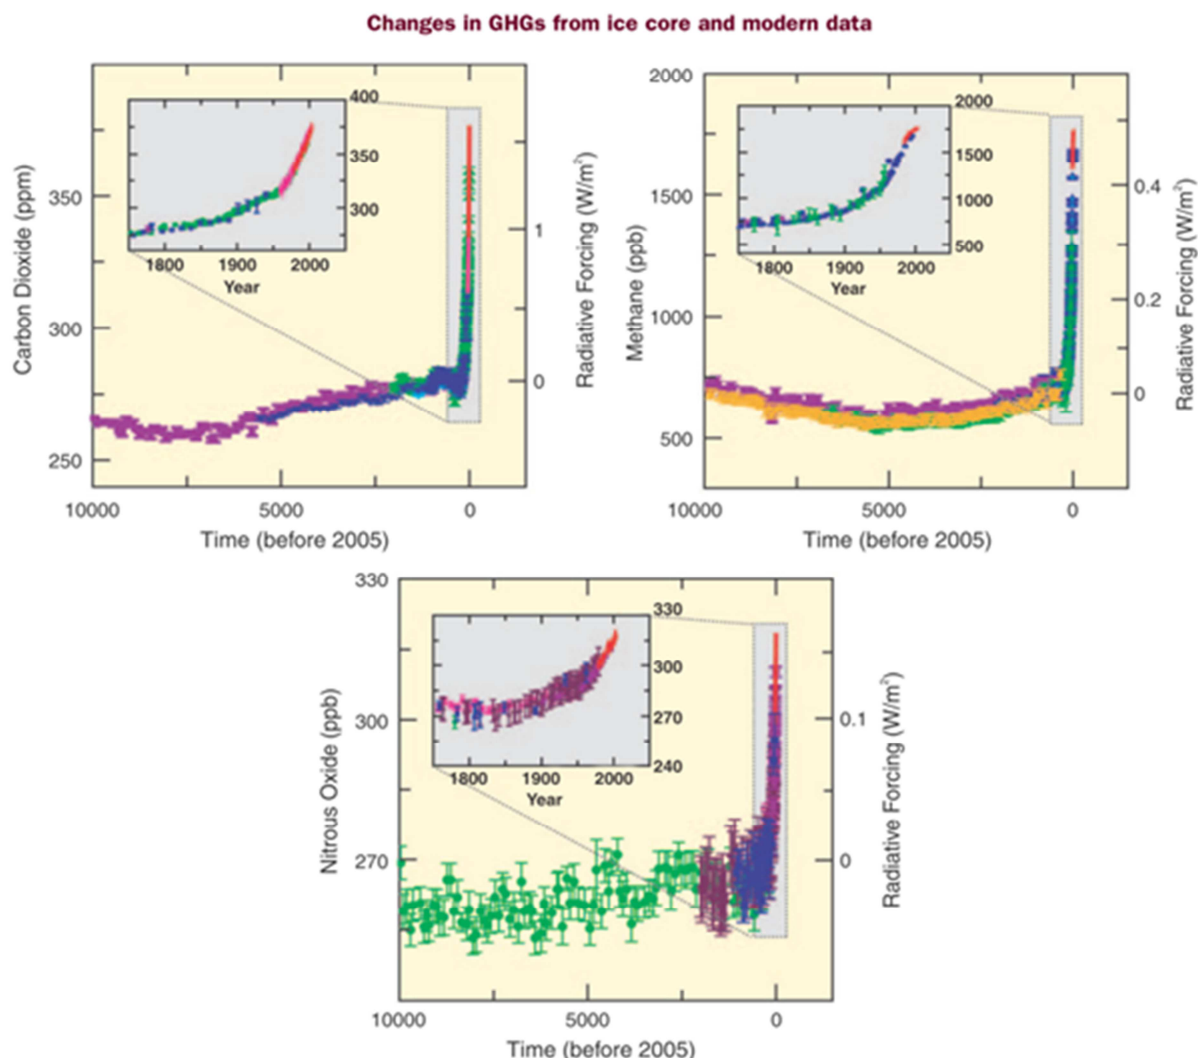 Changes in GHGs from ice core and modern data
Carbon Dioxide (ppm)
350
300
250
400
350
300
1800 1900 2000
Year
1
0
Radiative Forcing (W/m²)
10000 5000 0
Time (before 2005)
Methane (ppb)
2000
1500
1000
500
2000
1500
1000
500
1800 1900 2000
Year
0.4
0.2
0
Radiative Forcing (W/m²)
10000 5000 0
Time (before 2005)
Nitrous Oxide (ppb)
330
300
270
330
300
270
240
1800 1900 2000
Year
0.1
0
Radiative Forcing (W/m²)
10000 5000 0
Time (before 2005)